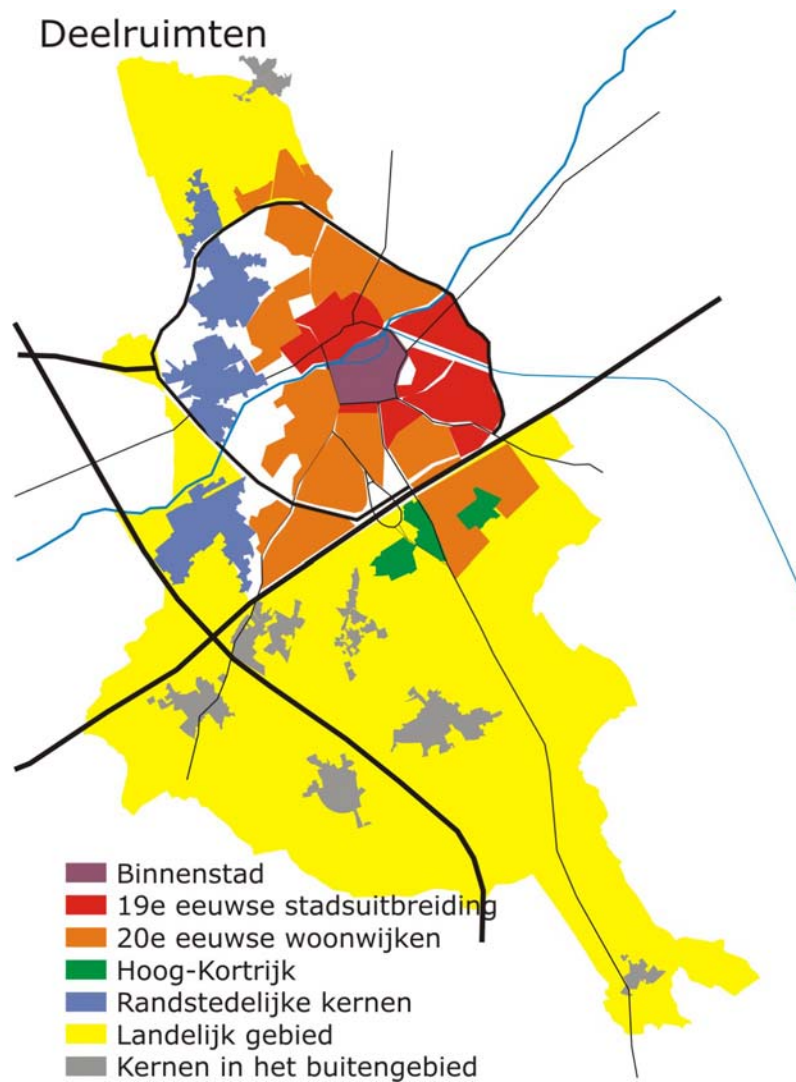 Deelruimten
Binnenstad
19e eeuwse stadsuitbreiding
20e eeuwse woonwijken
Hoog-Kortrijk
Randstedelijke kernen
Landelijk gebied
Kernen in het buitengebied